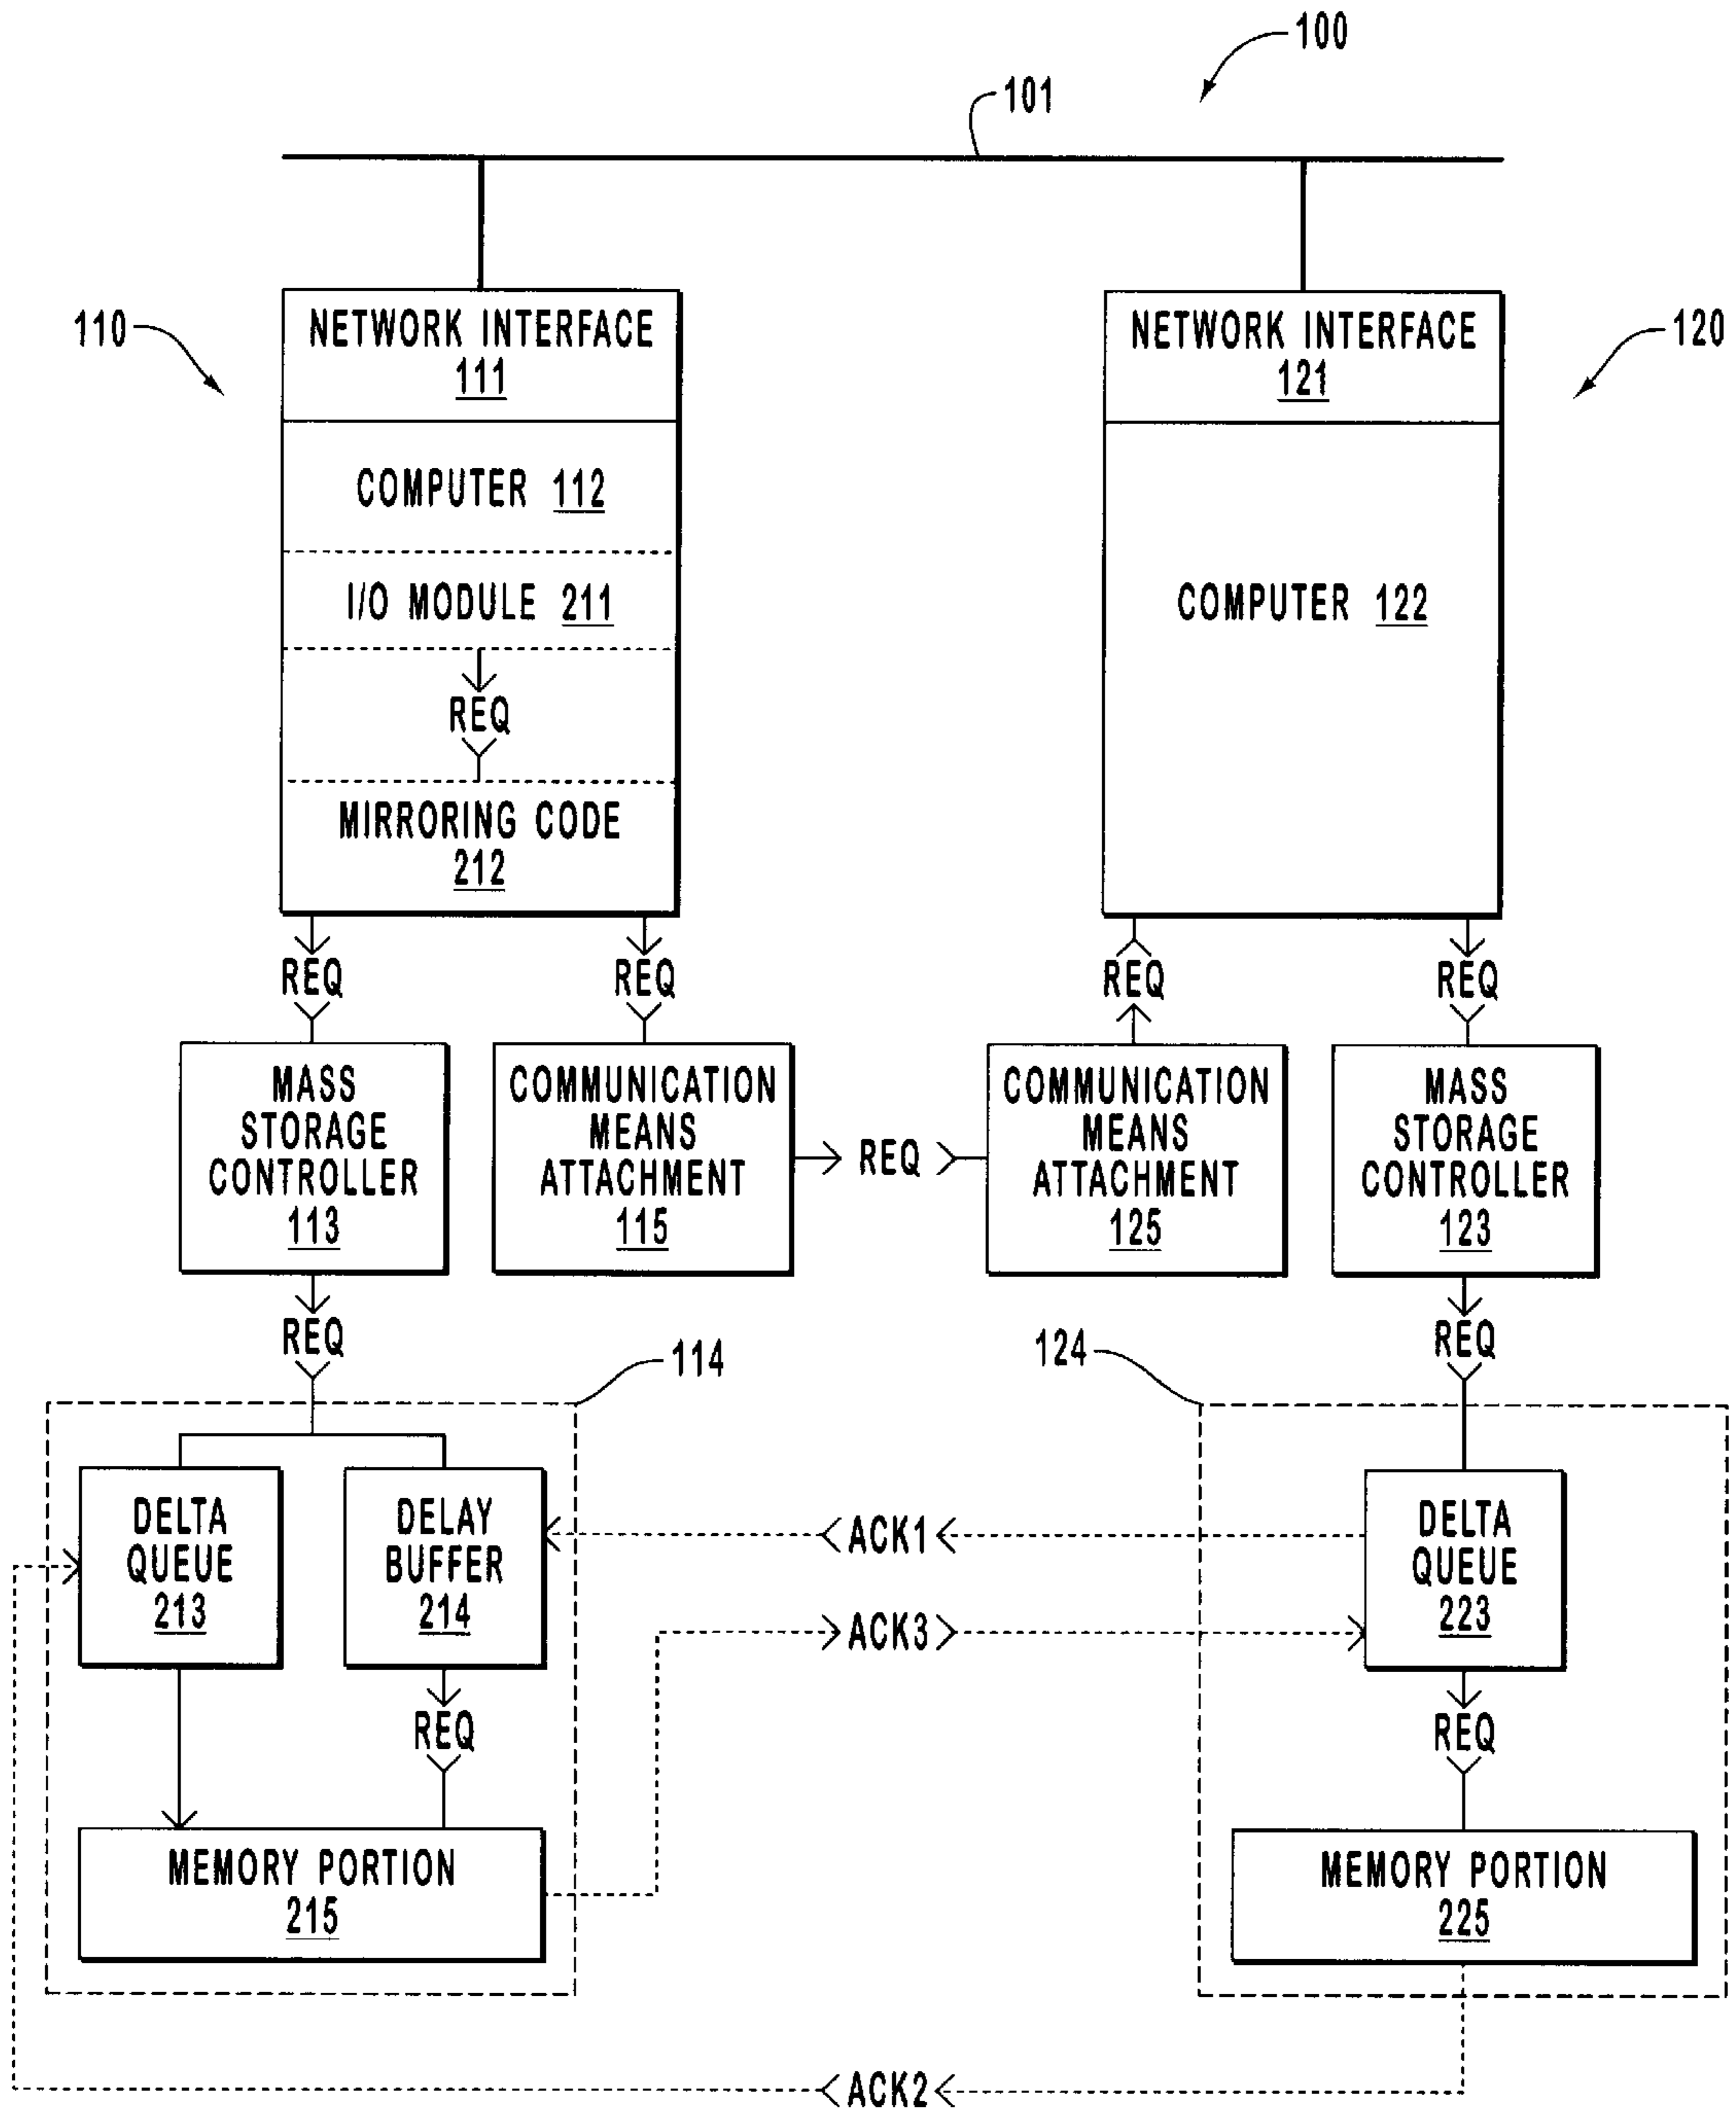 100
101
110
NETWORK INTERFACE
111
NETWORK INTERFACE
121
120
COMPUTER 112
I/O MODULE 211
REQ
MIRRORING CODE
212
COMPUTER 122
REQ
REQ
REQ
REQ
MASS
STORAGE
CONTROLLER
113
COMMUNICATION
MEANS
ATTACHMENT
115
REQ
COMMUNICATION
MEANS
ATTACHMENT
125
MASS
STORAGE
CONTROLLER
123
REQ
REQ
114
124
DELTA
QUEUE
213
DELAY
BUFFER
214
ACK1
ACK3
DELTA
QUEUE
223
REQ
REQ
MEMORY PORTION
215
MEMORY PORTION
225
ACK2